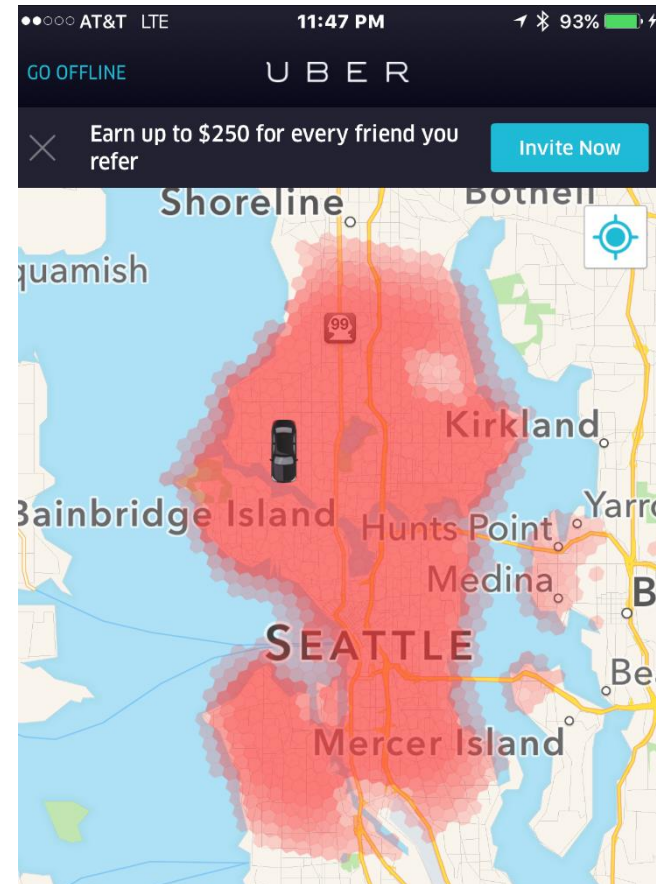 AT&T LTE 11:47 PM 93%
GO OFFLINE UBER
Earn up to $250 for every friend you
refer
Invite Now
Shoreline
Bothell
quamish
99
Kirkland
Bainbridge Island
Hunts Point
Yarro
Medina
B
SEATTLE
Be
Mercer Island